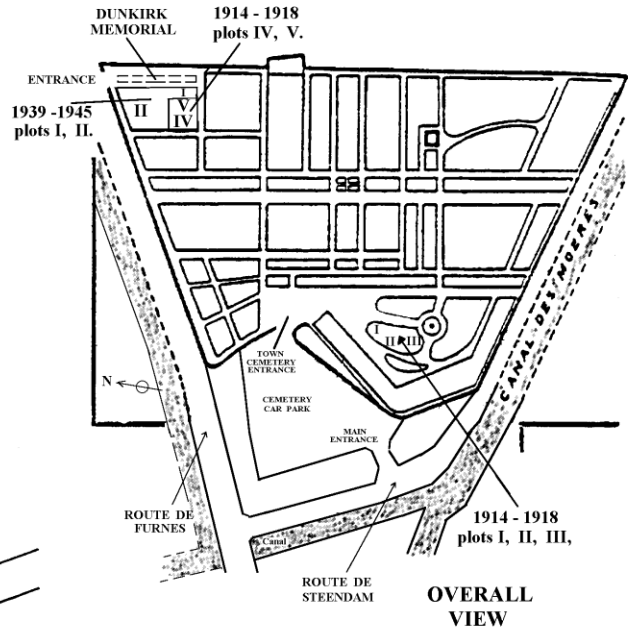 DUNKIRK
MEMORIAL
1914 - 1918
plots IV, V.
ENTRANCE
1939 -1945
plots I, II.
II
I
V
IV
CANAL DES MOERES
I
II
III
TOWN
CEMETERY
ENTRANCE
N
CEMETERY
CAR PARK
MAIN
ENTRANCE
ROUTE DE
FURNES
1914 - 1918
plots I, II, III,
Canal
ROUTE DE
STEENDAM
OVERALL
VIEW